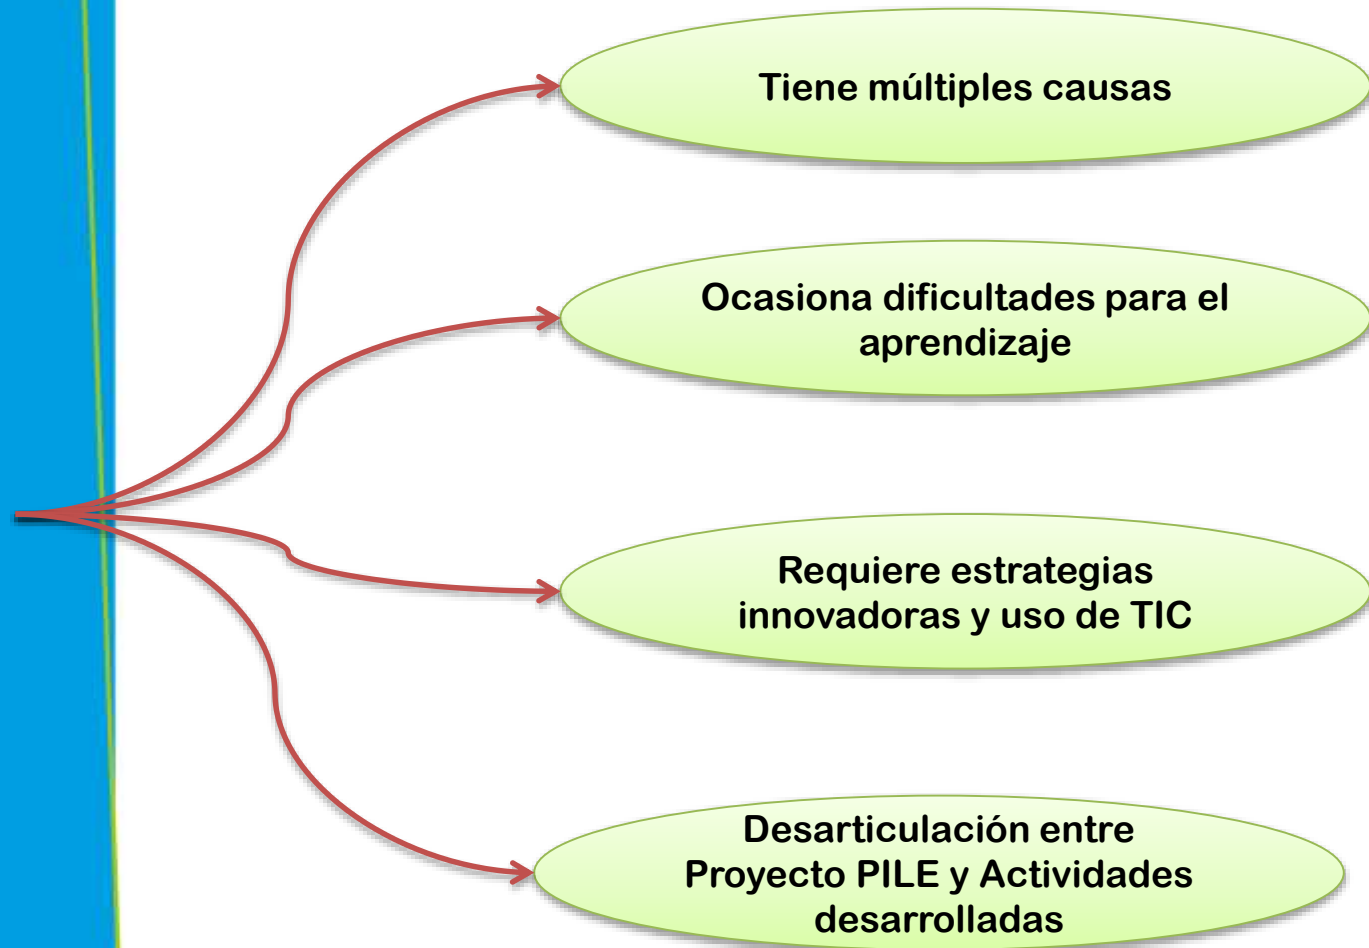 Tiene múltiples causas
Ocasiona dificultades para el
aprendizaje
Requiere estrategias
innovadoras y uso de TIC
Desarticulación entre
Proyecto PILE y Actividades
desarrolladas